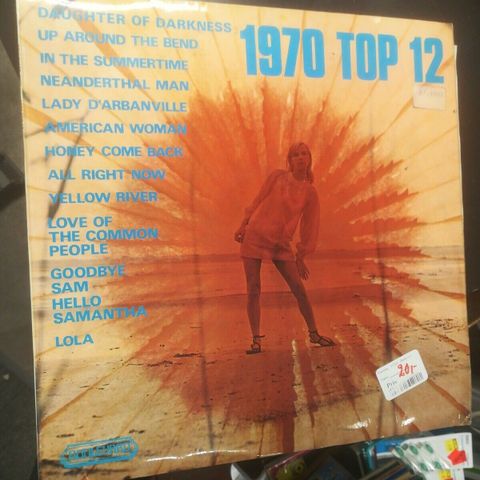 1970 TOP 12
DAUGHTER OF DARKNESS
UP AROUND THE BEND
IN THE SUMMERTIME
NEANDERTHAL MAN
LADY D'ARBANVILLE
AMERICAN WOMAN
HONEY COME BACK
ALL RIGHT NOW
YELLOW RIVER
LOVE OF
THE COMMON
PEOPLE
GOODBYE
SAM
HELLO
SAMANTHA
LOLA
20,-